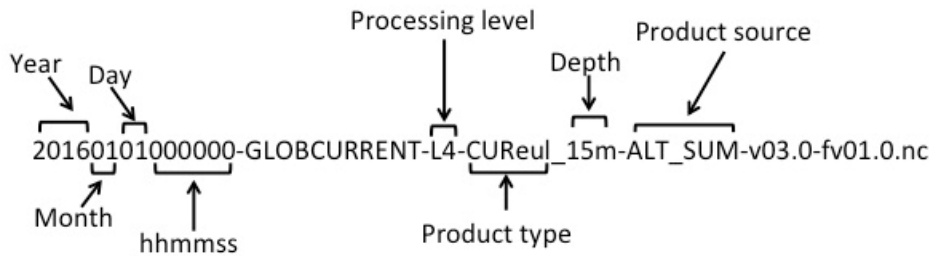 Processing level
Product source
Year
Day
Depth
20160101000000-GLOBCURRENT-L4-CUReul_15m-ALT_SUM-v03.0-fv01.0.nc
Month
hhmmss
Product type